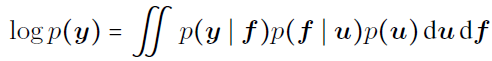 log p(y) = ∬ p(y | f)p(f | u)p(u) du df